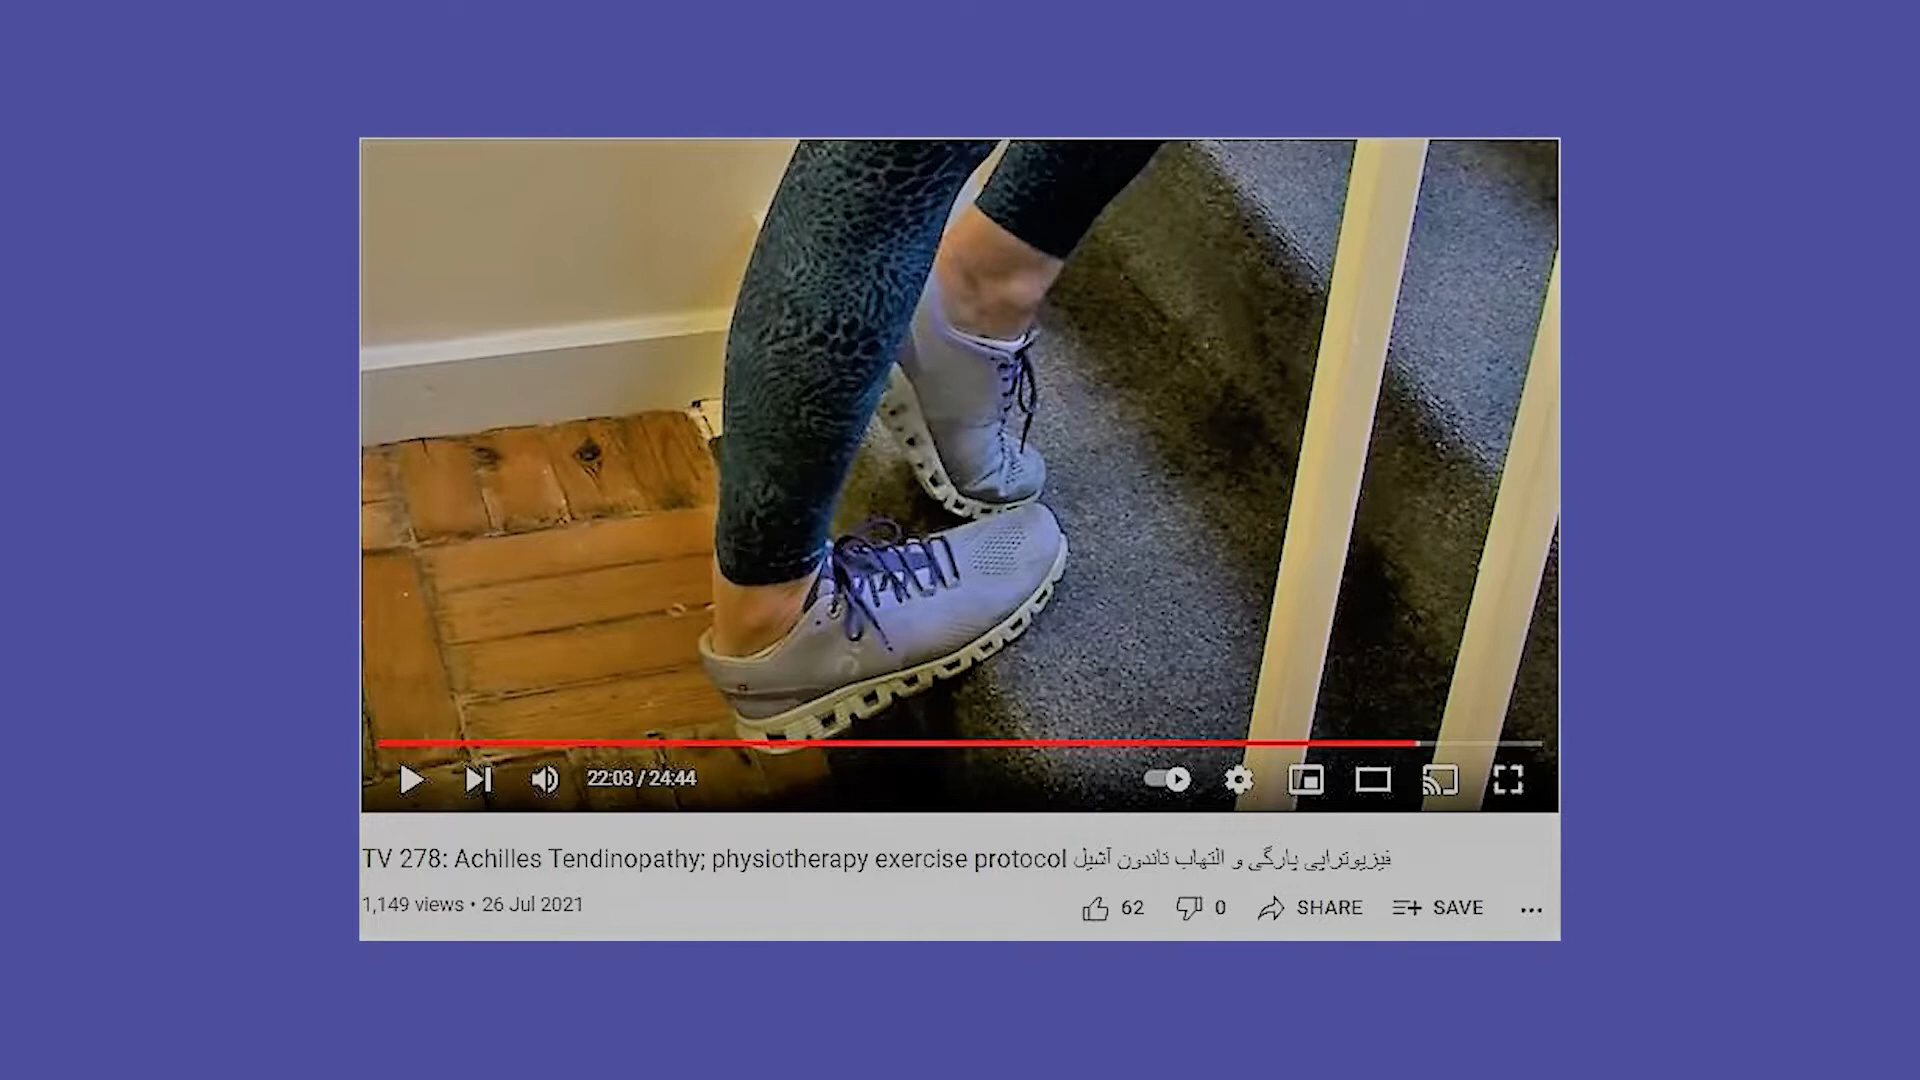 22:03 / 24:44
TV 278: Achilles Tendinopathy; physiotherapy exercise protocol فیزیوتراپی پارگی و التهاب تاندون آشیل
1,149 views • 26 Jul 2021
62
0
SHARE
SAVE